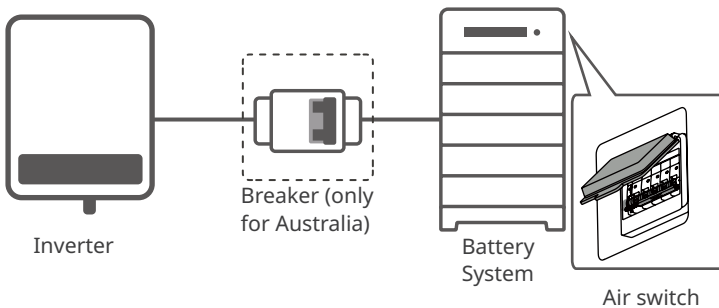 Inverter
Breaker (only
for Australia)
Battery
System
Air switch